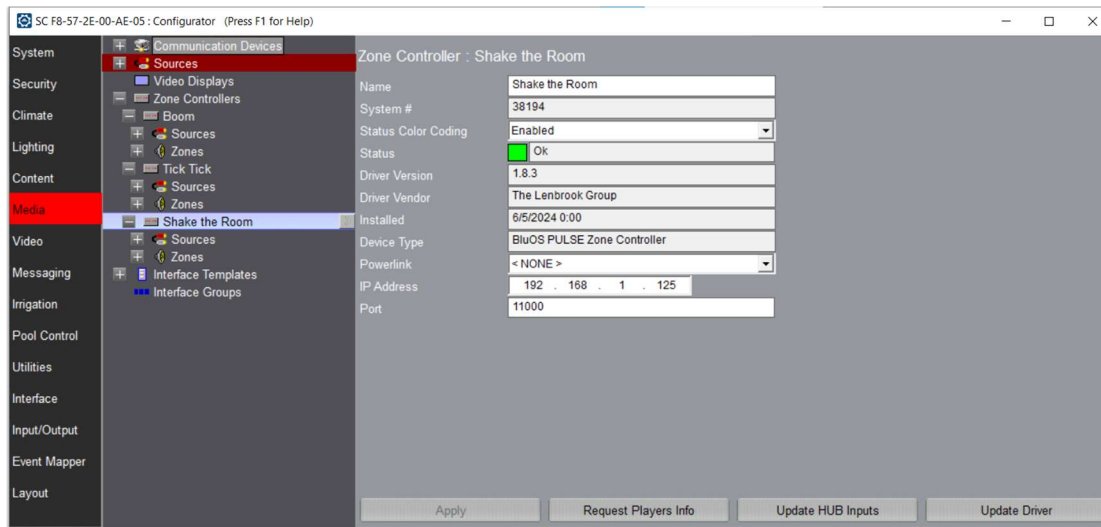 SC F8-57-2E-00-AE-05 : Configurator (Press F1 for Help)
System
Security
Climate
Lighting
Content
Media
Video
Messaging
Irrigation
Pool Control
Utilities
Interface
Input/Output
Event Mapper
Layout
Communication Devices
Sources
Video Displays
Zone Controllers
Boom
Sources
Zones
Tick Tick
Sources
Zones
Shake the Room
Sources
Zones
Interface Templates
Interface Groups
Zone Controller : Shake the Room
Name Shake the Room
System # 38194
Status Color Coding Enabled
Status Ok
Driver Version 1.8.3
Driver Vendor The Lenbrook Group
Installed 6/5/2024 0:00
Device Type BluOS PULSE Zone Controller
Powerlink < NONE >
IP Address 192 . 168 . 1 . 125
Port 11000
Apply Request Players Info Update HUB Inputs Update Driver